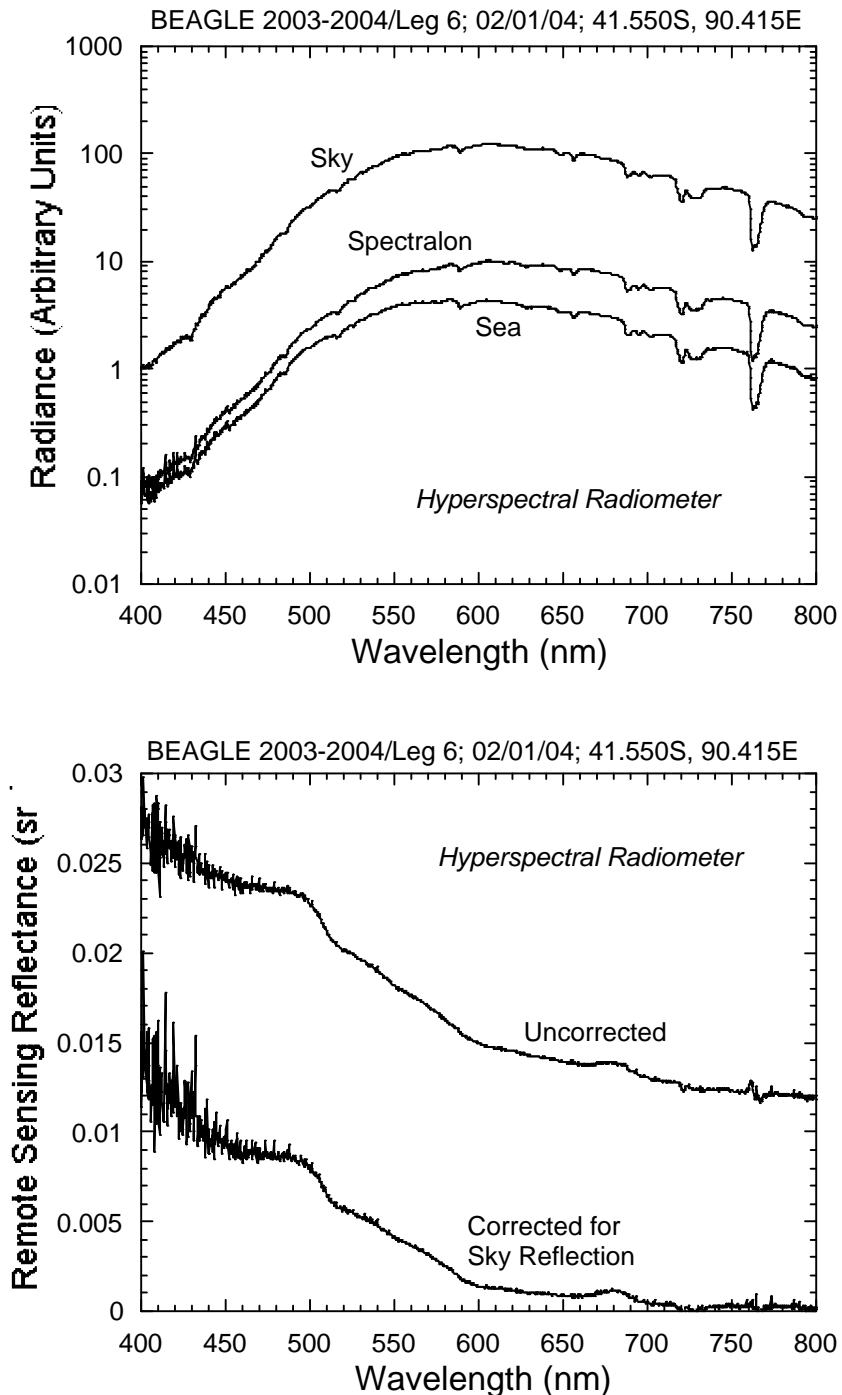 BEAGLE 2003-2004/Leg 6; 02/01/04; 41.550S, 90.415E
1000
100
10
1
0.1
0.01
Radiance (Arbitrary Units)
Sky
Spectralon
Sea
Hyperspectral Radiometer
400 450 500 550 600 650 700 750 800
Wavelength (nm)
BEAGLE 2003-2004/Leg 6; 02/01/04; 41.550S, 90.415E
0.03
0.025
0.02
0.015
0.01
0.005
0
Remote Sensing Reflectance (sr
Hyperspectral Radiometer
Uncorrected
Corrected for
Sky Reflection
400 450 500 550 600 650 700 750 800
Wavelength (nm)